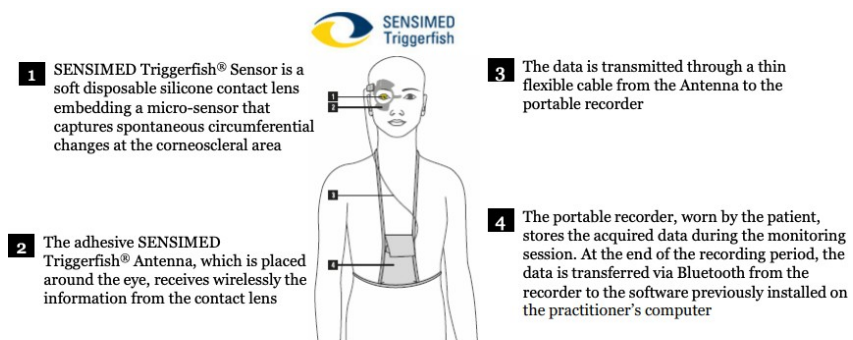 SENSIMED
Triggerfish
1
SENSIMED Triggerfish® Sensor is a
soft disposable silicone contact lens
embedding a micro-sensor that
captures spontaneous circumferential
changes at the corneoscleral area
2
The adhesive SENSIMED
Triggerfish® Antenna, which is placed
around the eye, receives wirelessly the
information from the contact lens
1
2
3
4
3
The data is transmitted through a thin
flexible cable from the Antenna to the
portable recorder
4
The portable recorder, worn by the patient,
stores the acquired data during the monitoring
session. At the end of the recording period, the
data is transferred via Bluetooth from the
recorder to the software previously installed on
the practitioner's computer